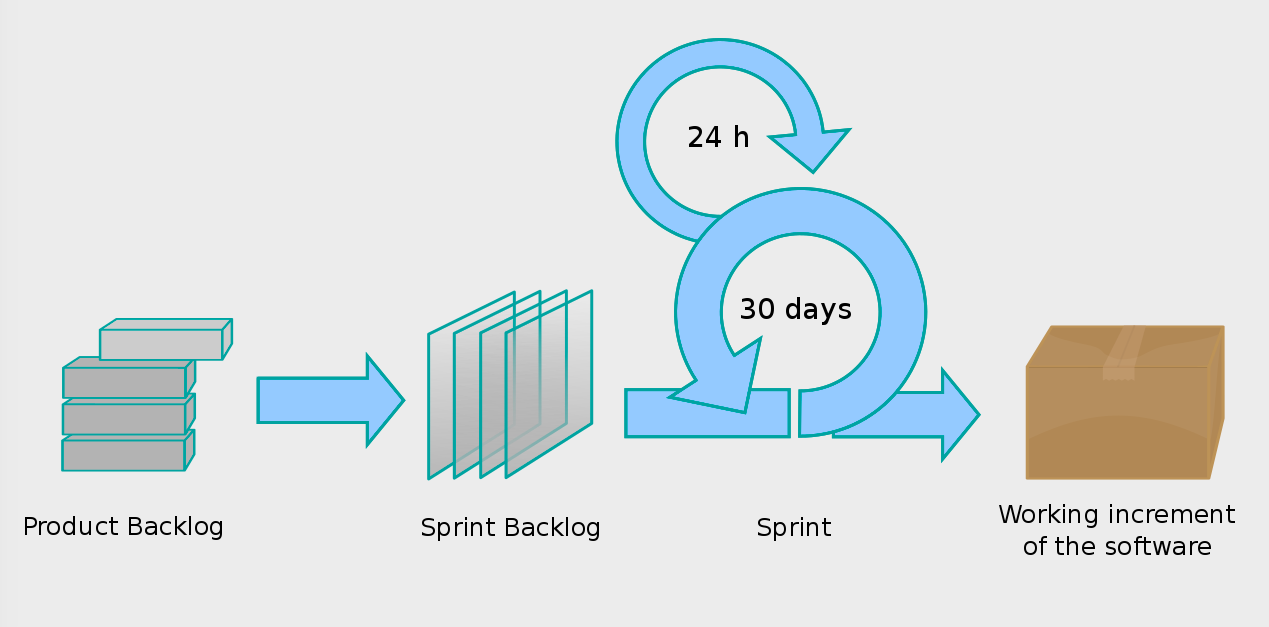 24 h
30 days
Product Backlog
Sprint Backlog
Sprint
Working increment
of the software